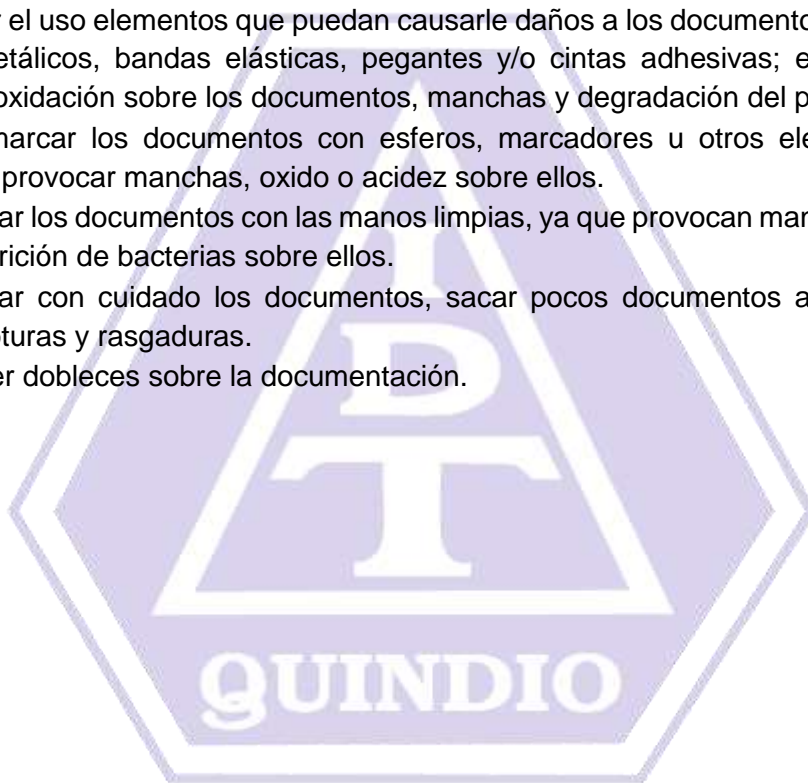 r el uso elementos que puedan causarle daños a los documento
etálicos, bandas elásticas, pegantes y/o cintas adhesivas; e
oxidación sobre los documentos, manchas y degradación del p
marcar los documentos con esferos, marcadores u otros ele
provocar manchas, oxido o acidez sobre ellos.
ar los documentos con las manos limpias, ya que provocan mar
rición de bacterias sobre ellos.
ar con cuidado los documentos, sacar pocos documentos a
oturas y rasgaduras.
er dobleces sobre la documentación.
I
D
T
QUINDIO